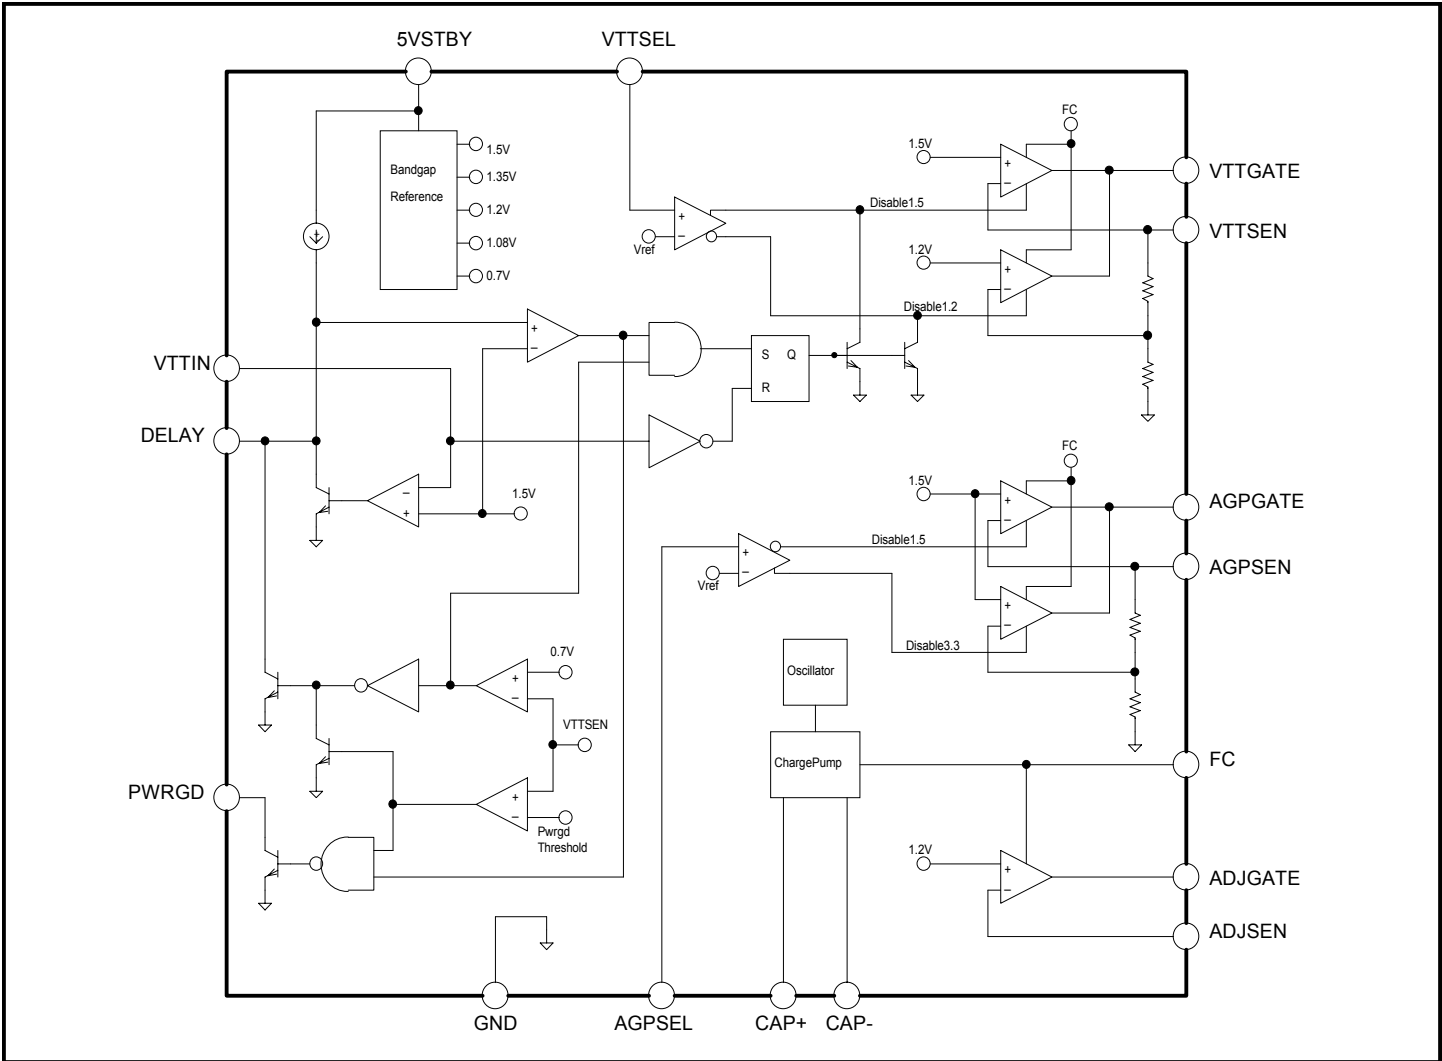 5VSTBY
VTTSEL
FC
1.5V
Bandgap
Reference
1.5V
1.35V
1.2V
1.08V
0.7V
VTTGATE
Disable1.5
VTTSEN
+
−
Vref
+
−
1.2V
+
−
Disable1.2
+
−
VTTIN
S Q
R
DELAY
−
+
1.5V
FC
1.5V
+
−
AGPGATE
Disable1.5
+
−
Vref
AGPSEN
+
−
Disable3.3
0.7V
+
−
Oscillator
VTTSEN
ChargePump
FC
PWRGD
+
−
Pwrgd
Threshold
1.2V
+
−
ADJGATE
ADJSEN
GND
AGPSEL
CAP+
CAP-